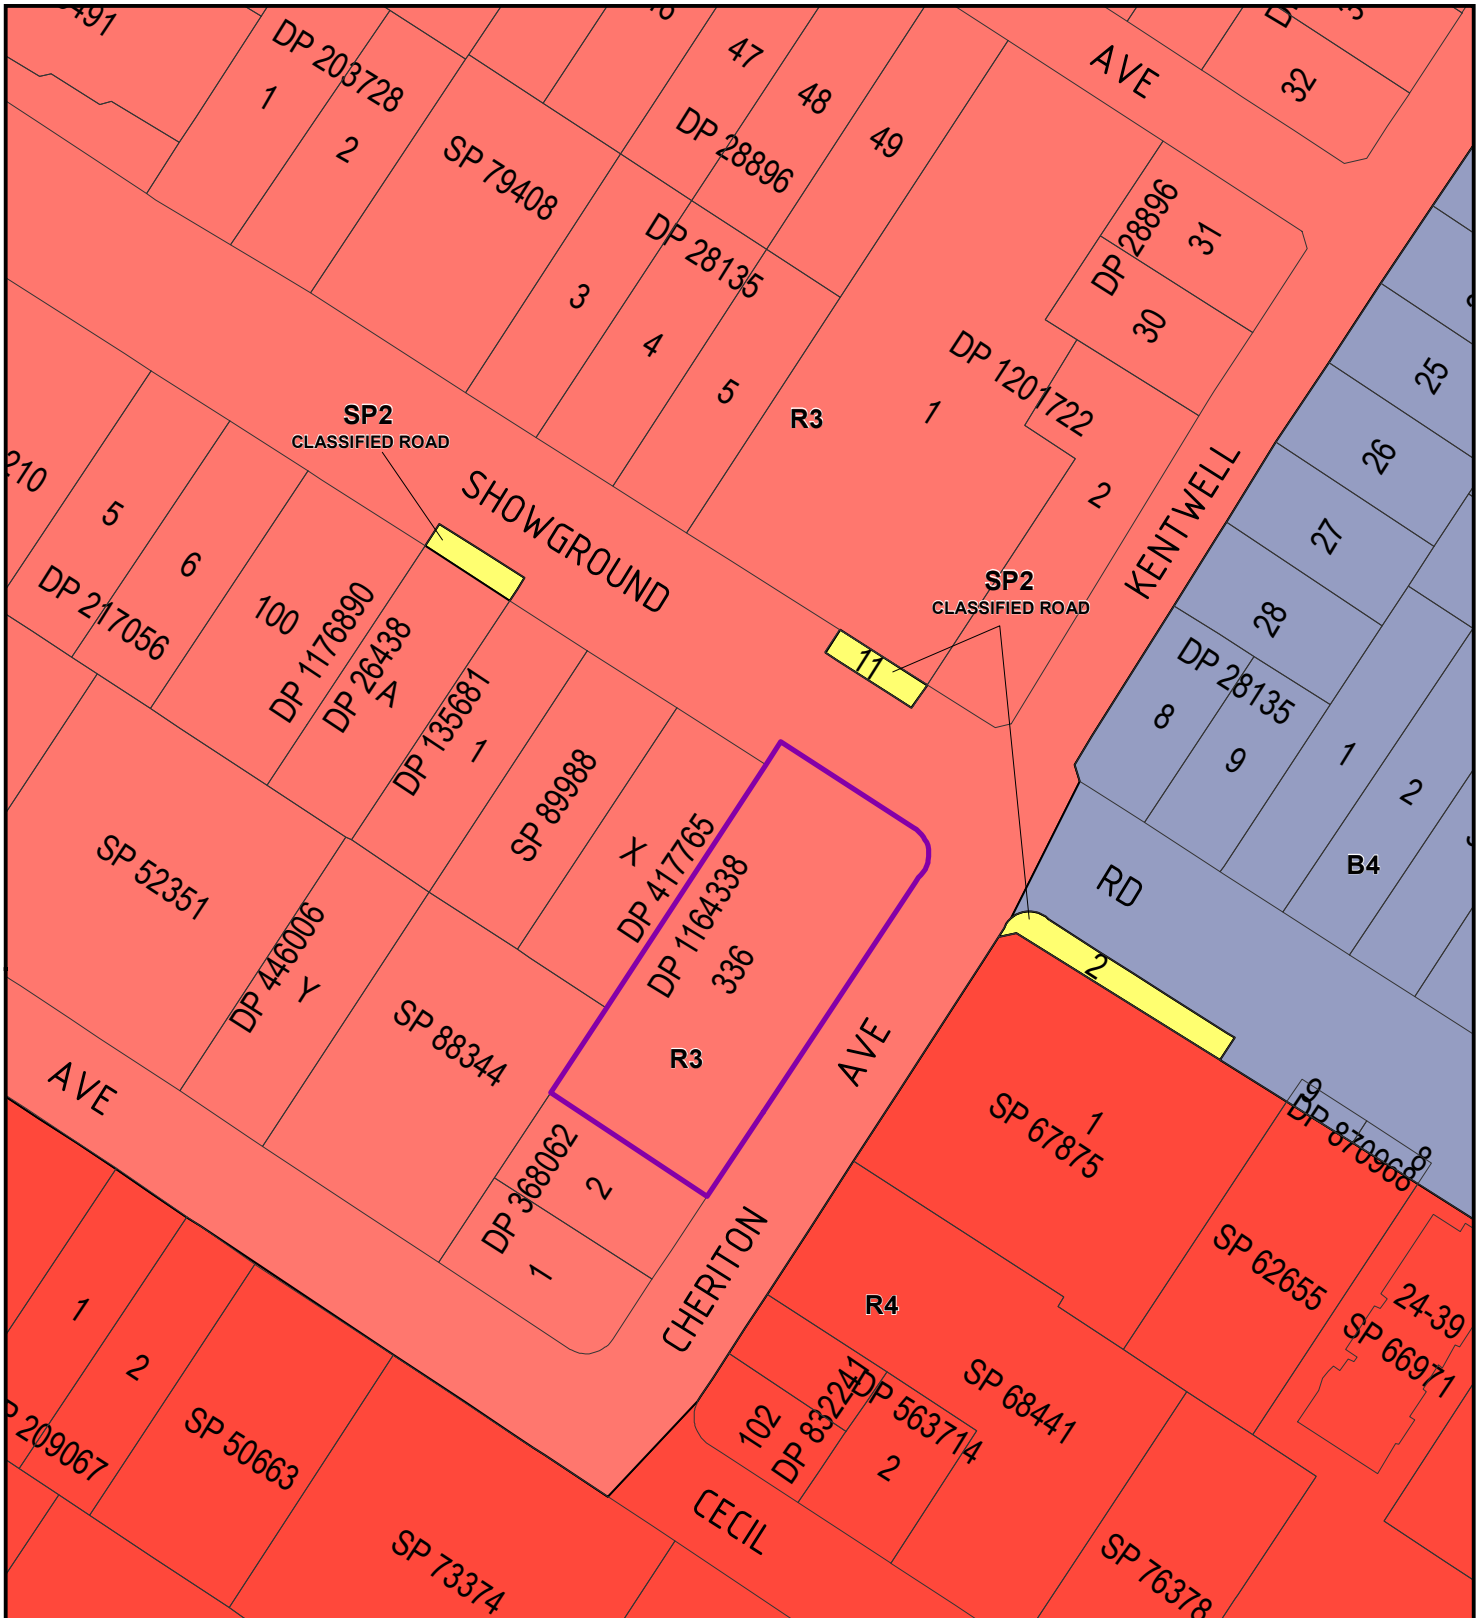 DP 203728
1
2
SP 79408
47
48
49
DP 28896
DP 28135
3
4
5
AVE
32
DP 28896
31
30
DP 1201722
1
2
R3
SP2
CLASSIFIED ROAD
SHOWGROUND
KENTWELL
25
26
27
28
DP 28135
8
9
1
2
B4
RD
210
5
6
DP 217056
100
DP 1176890
DP 26438
A
DP 135681
1
SP 89988
X
DP 417765
DP 1164338
336
R3
SP2
CLASSIFIED ROAD
11
2
SP 52351
DP 446006
Y
SP 88344
AVE
AVE
CHERITON
DP 368062
2
1
SP 67875
1
9
DP 870968
8
SP 62655
24-39
SP 66971
R4
SP 68441
102
DP 832241
DP 563714
2
1
2
209067
SP 50663
SP 73374
CECIL
SP 76378